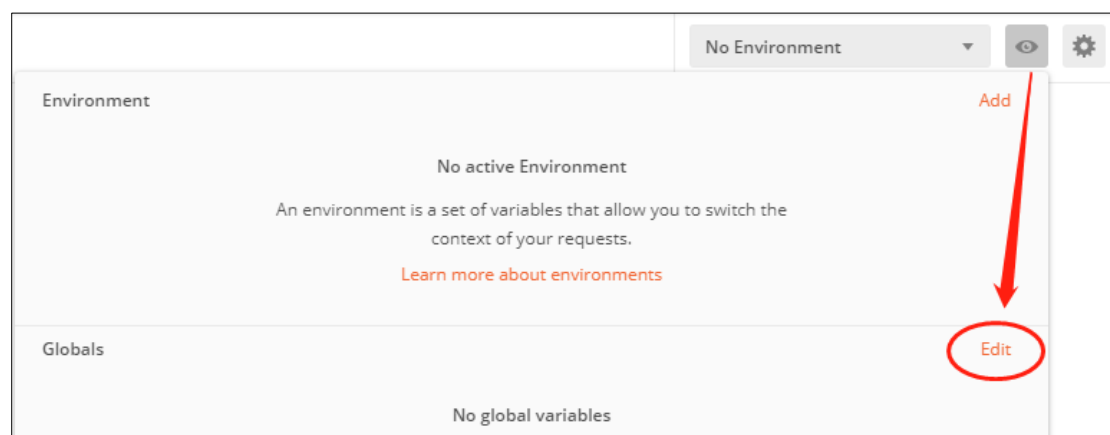 No Environment
Environment
Add
No active Environment
An environment is a set of variables that allow you to switch the
context of your requests.
Learn more about environments
Globals
Edit
No global variables